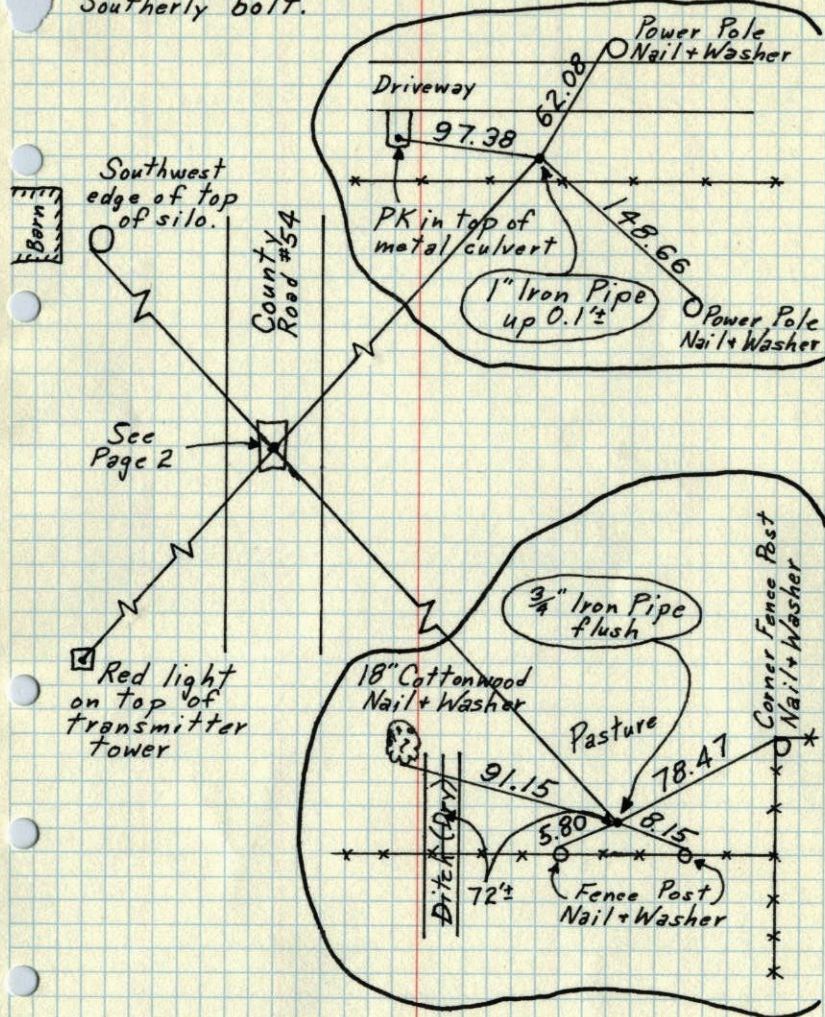 Southerly bolt.
Power Pole
Nail + Washer
Driveway
62.08
97.38
148.66
PK in top of
metal culvert
1" Iron Pipe
up 0.1'±
Power Pole
Nail + Washer
Southwest
edge of top
of silo.
Barn
County
Road #54
See
Page 2
Red light
on top of
transmitter
tower
3/4" Iron Pipe
flush
Corner Fence Post
Nail + Washer
18" Cottonwood
Nail + Washer
Pasture
78.47
91.15
5.80
8.15
Ditch (Dry)
72'±
Fence Post
Nail + Washer